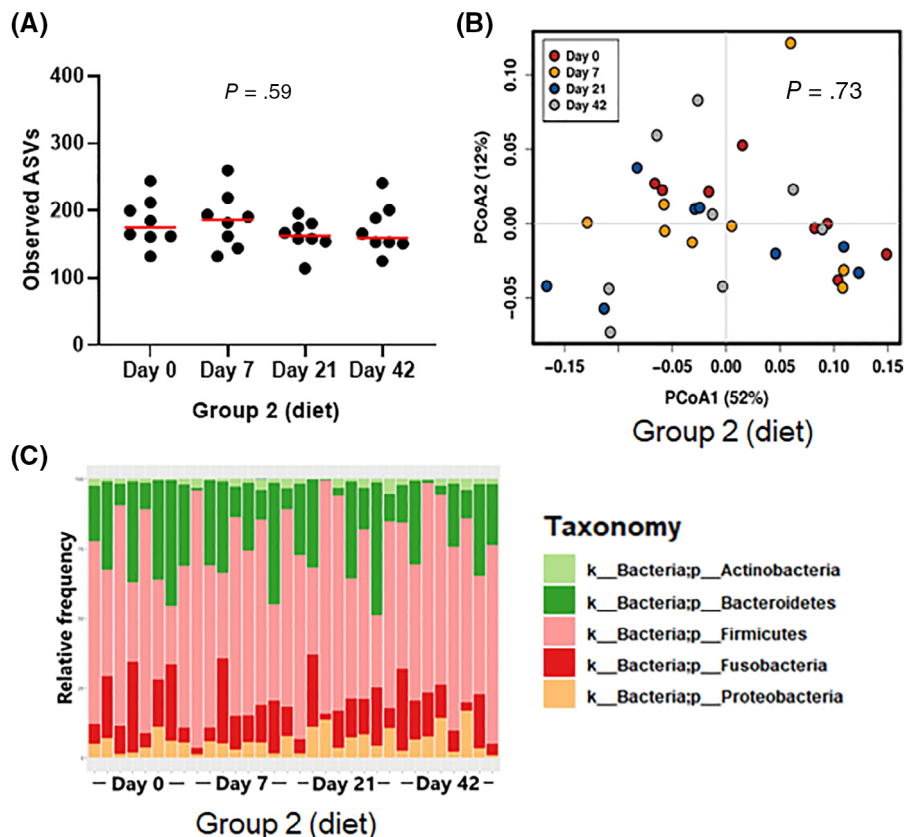 (A)
P = .59
400
300
200
100
0
Observed ASVs
Day 0 Day 7 Day 21 Day 42
Group 2 (diet)
(B)
Day 0
Day 7
Day 21
Day 42
P = .73
0.10
0.05
0.00
−0.05
PCoA2 (12%)
−0.15 −0.05 0.00 0.05 0.10 0.15
PCoA1 (52%)
Group 2 (diet)
(C)
Relative frequency
Day 0 Day 7 Day 21 Day 42
Group 2 (diet)
Taxonomy
k__Bacteria;p__Actinobacteria
k__Bacteria;p__Bacteroidetes
k__Bacteria;p__Firmicutes
k__Bacteria;p__Fusobacteria
k__Bacteria;p__Proteobacteria